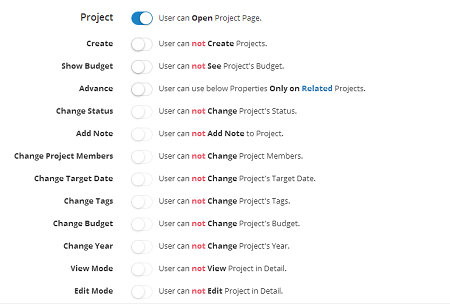 Project User can Open Project Page.
Create User can not Create Projects.
Show Budget User can not See Project's Budget.
Advance User can use below Properties Only on Related Projects.
Change Status User can not Change Project's Status.
Add Note User can not Add Note to Project.
Change Project Members User can not Change Project Members.
Change Target Date User can not Change Project's Target Date.
Change Tags User can not Change Project's Tags.
Change Budget User can not Change Project's Budget.
Change Year User can not Change Project's Year.
View Mode User can not View Project in Detail.
Edit Mode User can not Edit Project in Detail.